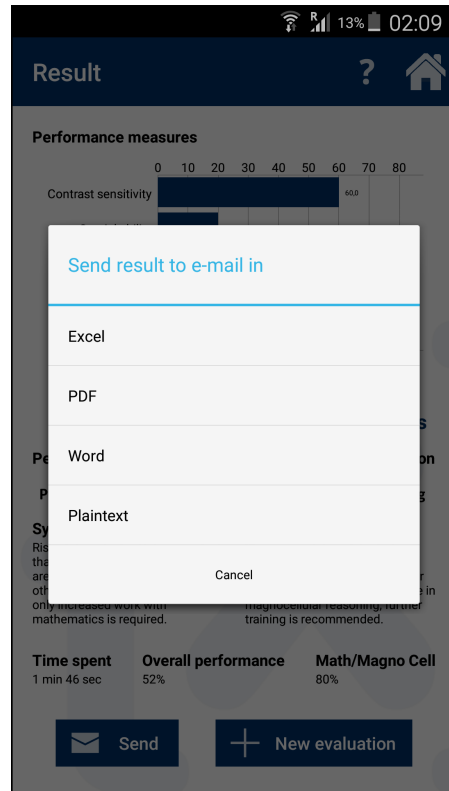 R
13% 02:09
Result ?
Performance measures
0 10 20 30 40 50 60 70 80
Contrast sensitivity 60,0
Send result to e-mail in
Excel
PDF
Word
Plaintext
Cancel
only increased work with
mathematics is required.
magnocellular reasoning, further
training is recommended.
Time spent Overall performance Math/Magno Cell
1 min 46 sec 52% 80%
Send New evaluation